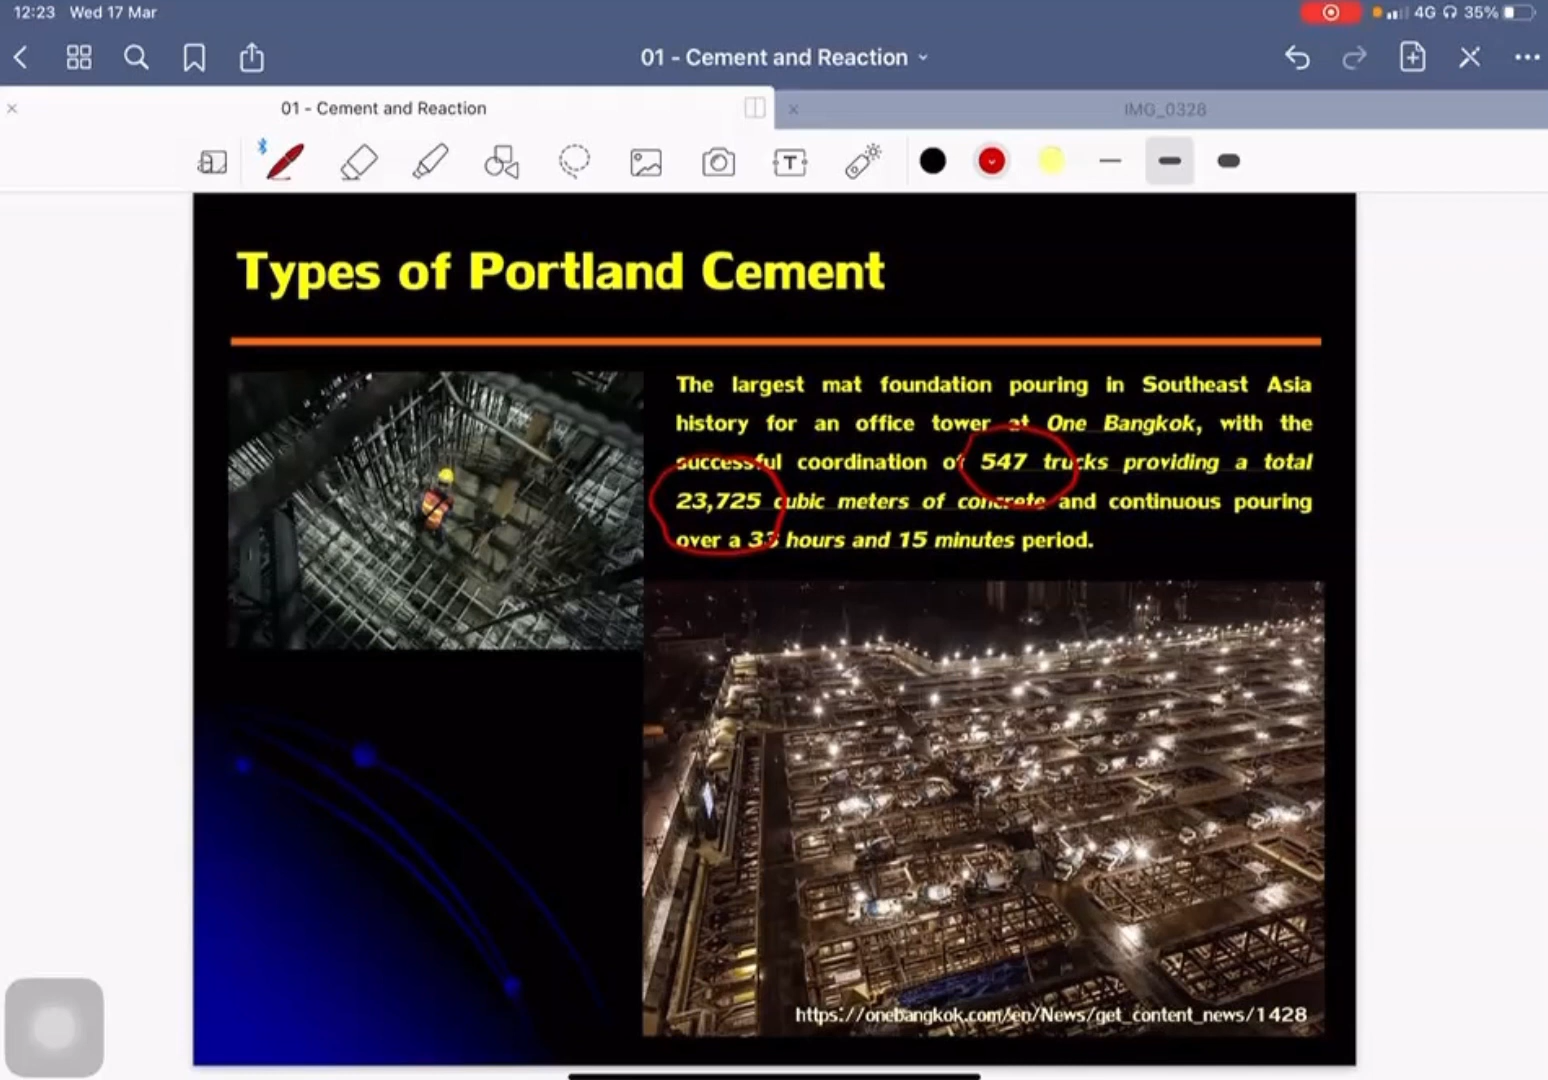 12:23 Wed 17 Mar
4G 35%
01 - Cement and Reaction
01 - Cement and Reaction
IMG_0328
T
Types of Portland Cement
The largest mat foundation pouring in Southeast Asia
history for an office tower at One Bangkok, with the
successful coordination of 547 trucks providing a total
23,725 cubic meters of concrete and continuous pouring
over a 33 hours and 15 minutes period.
https://onebangkok.com/en/News/get_content_news/1428